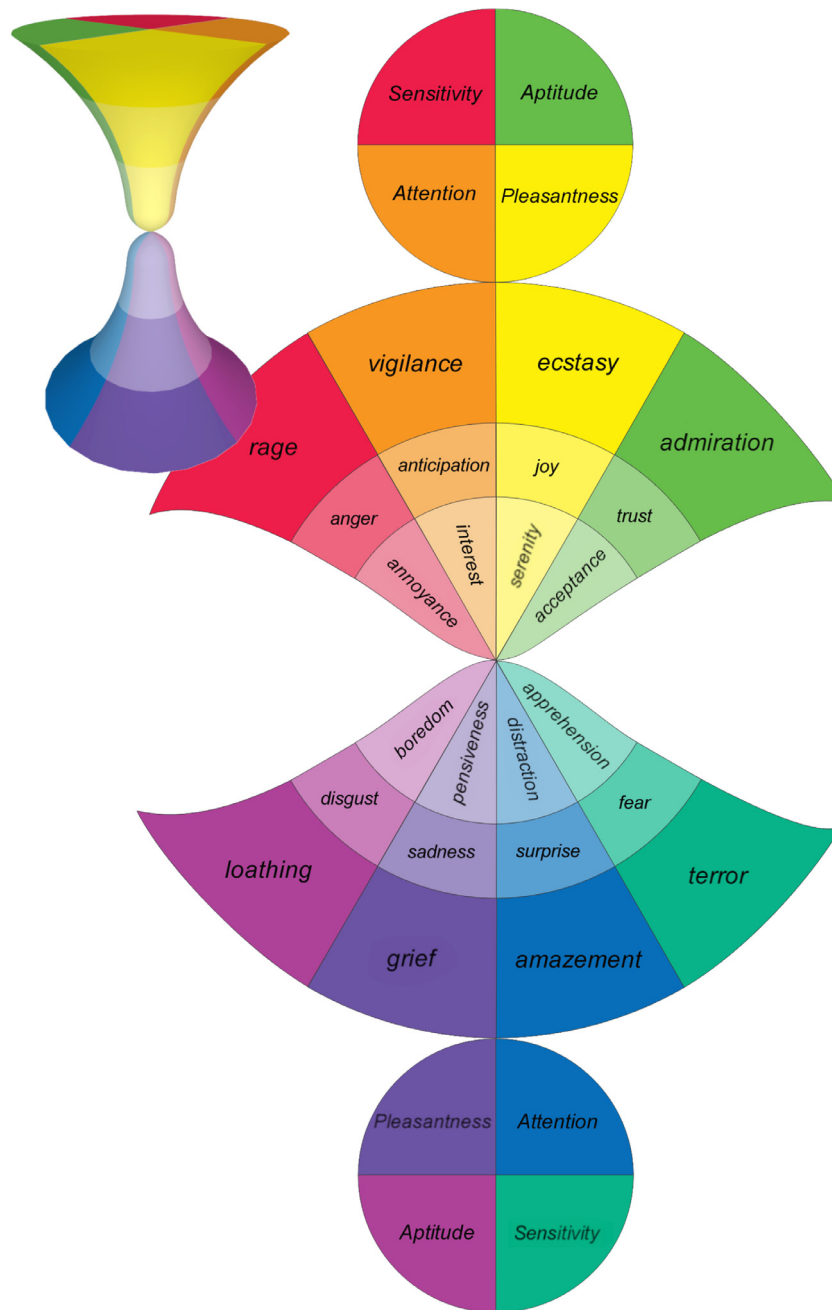 Sensitivity
Aptitude
Attention
Pleasantness
vigilance
ecstasy
rage
admiration
anticipation
joy
anger
trust
annoyance
interest
serenity
acceptance
boredom
pensiveness
distraction
apprehension
disgust
fear
sadness
surprise
loathing
terror
grief
amazement
Pleasantness
Attention
Aptitude
Sensitivity